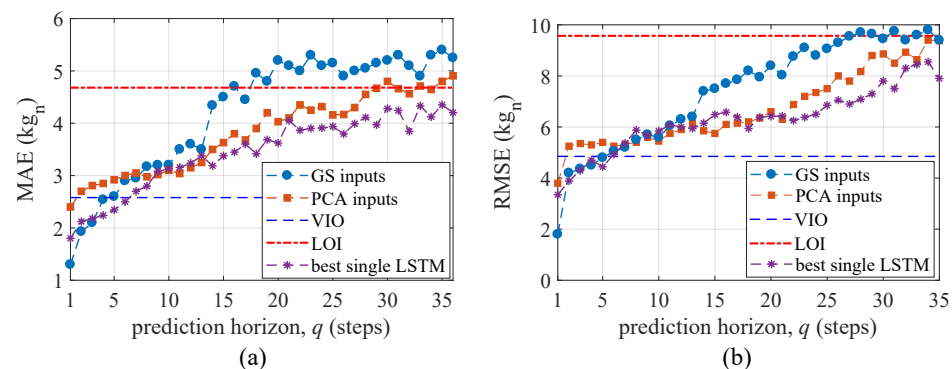 (a)
6
5
4
3
2
1
MAE (kg_n)
GS inputs
PCA inputs
VIO
LOI
best single LSTM
1 5 10 15 20 25 30 35
prediction horizon, q (steps)
(a)
10
8
6
4
2
0
RMSE (kg_n)
GS inputs
PCA inputs
VIO
LOI
best single LSTM
1 5 10 15 20 25 30 35
prediction horizon, q (steps)
(b)